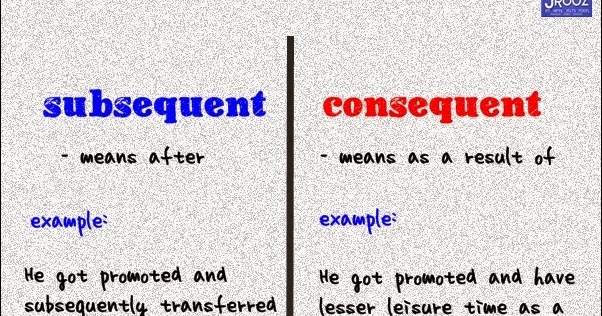 JROOZ
subsequent
- means after
example:
He got promoted and
subsequently transferred
consequent
- means as a result of
example:
He got promoted and have
lesser leisure time as a